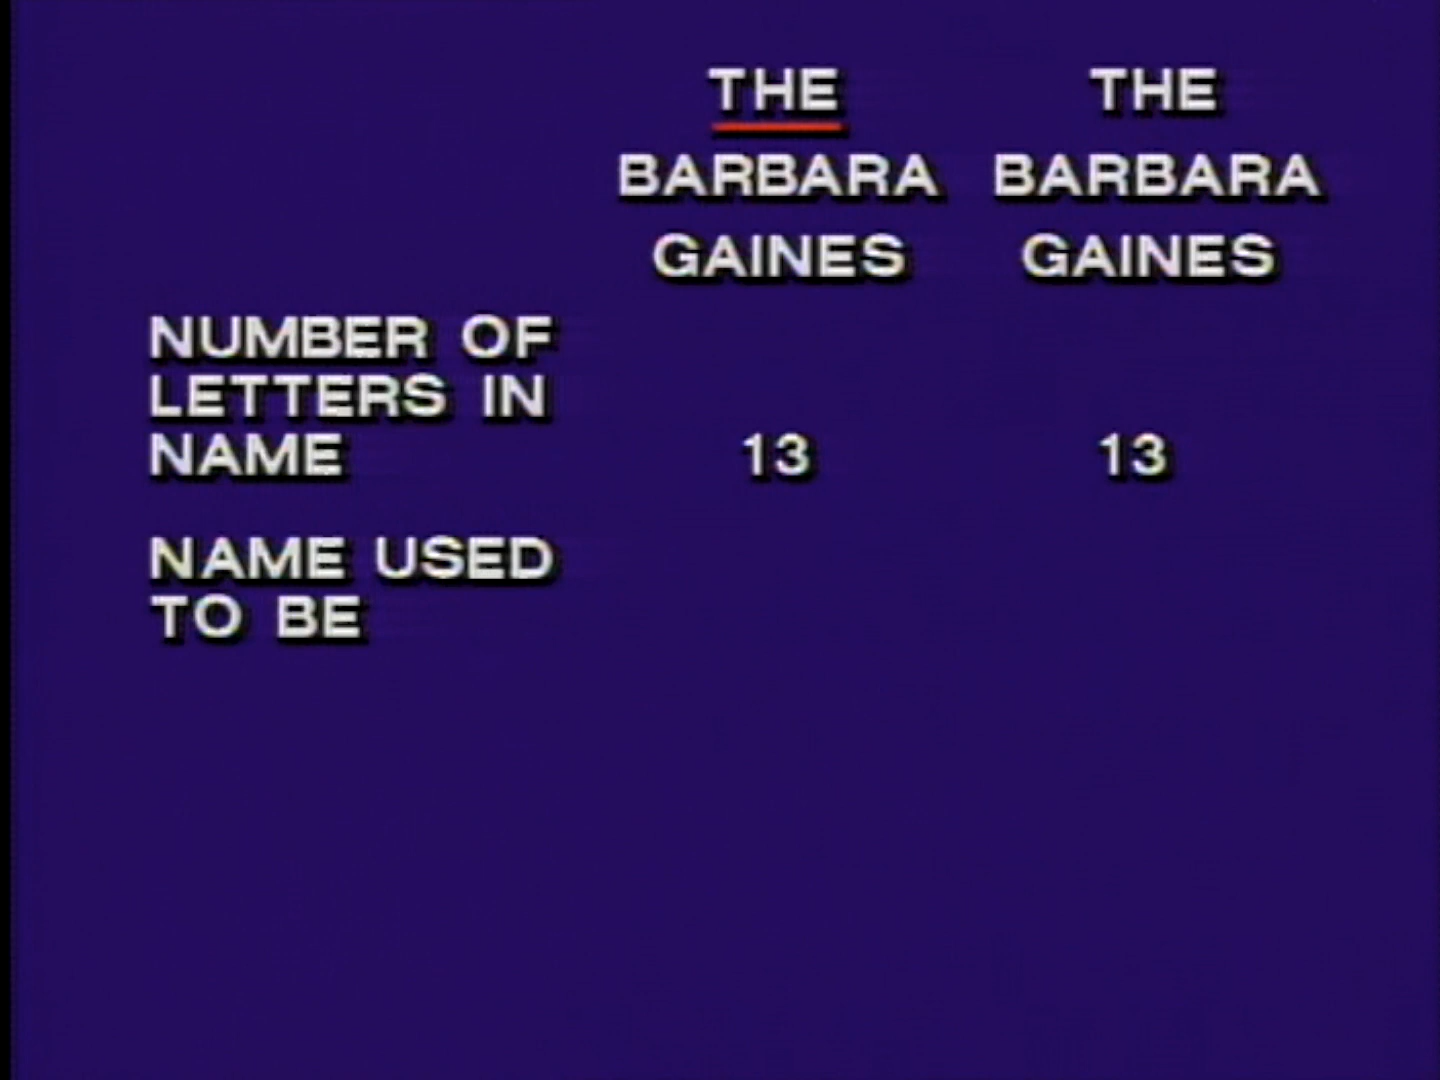 THE THE
BARBARA BARBARA
GAINES GAINES
NUMBER OF
LETTERS IN
NAME 13 13
NAME USED
TO BE